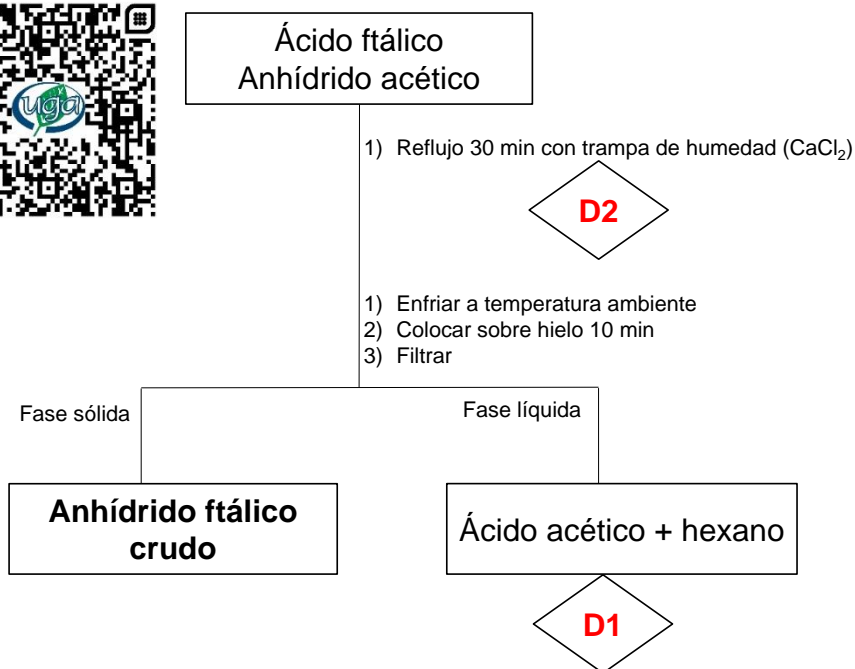 uga
Ácido ftálico
Anhídrido acético
1) Reflujo 30 min con trampa de humedad (CaCl₂)
D2
1) Enfriar a temperatura ambiente
2) Colocar sobre hielo 10 min
3) Filtrar
Fase sólida
Fase líquida
Anhídrido ftálico
crudo
Ácido acético + hexano
D1